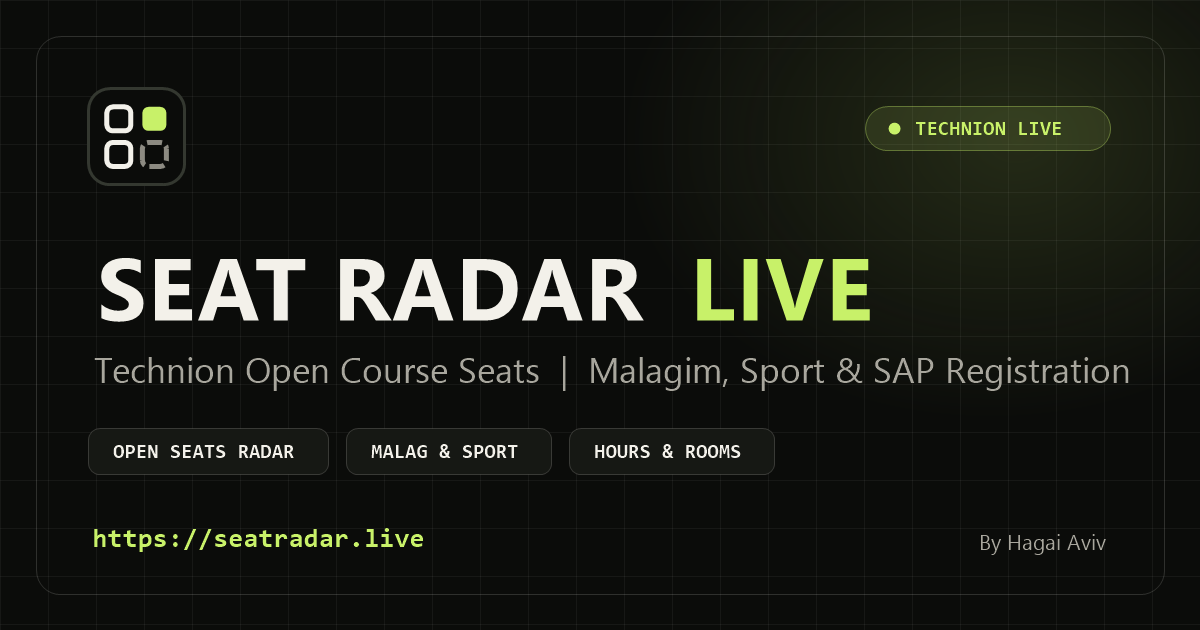 TECHNION LIVE
SEAT RADAR LIVE
Technion Open Course Seats | Malagim, Sport & SAP Registration
OPEN SEATS RADAR
MALAG & SPORT
HOURS & ROOMS
https://seatradar.live
By Hagai Aviv